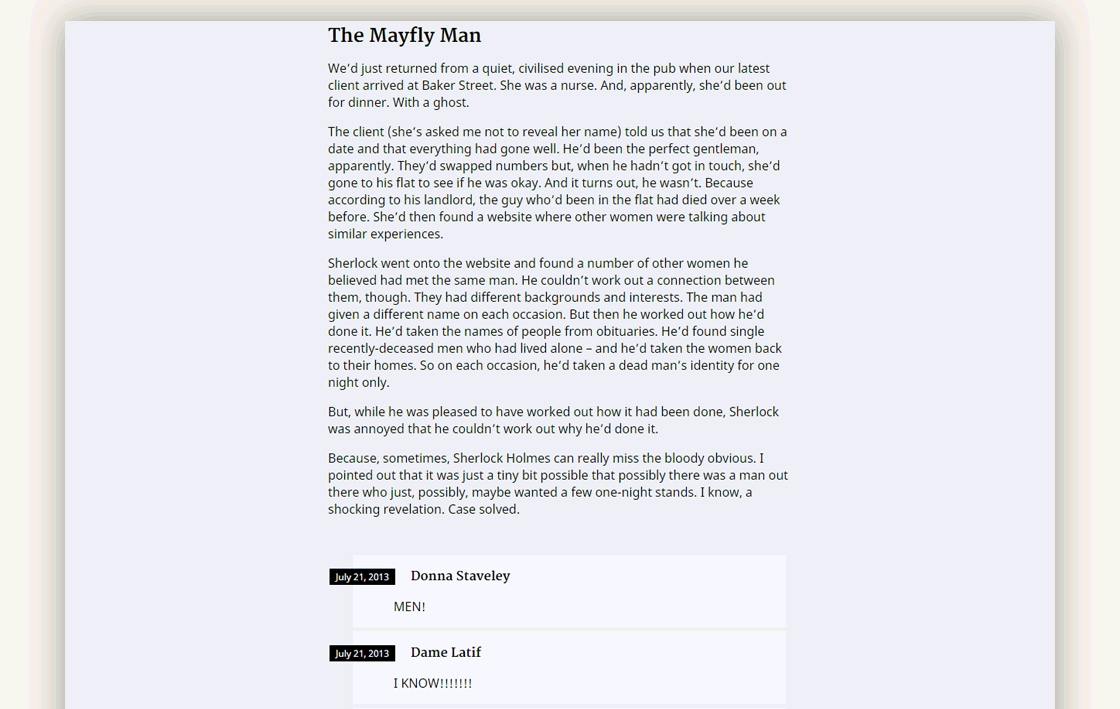 The Mayfly Man
We’d just returned from a quiet, civilised evening in the pub when our latest
client arrived at Baker Street. She was a nurse. And, apparently, she’d been out
for dinner. With a ghost.
The client (she’s asked me not to reveal her name) told us that she’d been on a
date and that everything had gone well. He’d been the perfect gentleman,
apparently. They’d swapped numbers but, when he hadn’t got in touch, she’d
gone to his flat to see if he was okay. And it turns out, he wasn’t. Because
according to his landlord, the guy who’d been in the flat had died over a week
before. She’d then found a website where other women were talking about
similar experiences.
Sherlock went onto the website and found a number of other women he
believed had met the same man. He couldn’t work out a connection between
them, though. They had different backgrounds and interests. The man had
given a different name on each occasion. But then he worked out how he’d
done it. He’d taken the names of people from obituaries. He’d found single
recently-deceased men who had lived alone – and he’d taken the women back
to their homes. So on each occasion, he’d taken a dead man’s identity for one
night only.
But, while he was pleased to have worked out how it had been done, Sherlock
was annoyed that he couldn’t work out why he’d done it.
Because, sometimes, Sherlock Holmes can really miss the bloody obvious. I
pointed out that it was just a tiny bit possible that possibly there was a man out
there who just, possibly, maybe wanted a few one-night stands. I know, a
shocking revelation. Case solved.
July 21, 2013 Donna Staveley
MEN!
July 21, 2013 Dame Latif
I KNOW!!!!!!!